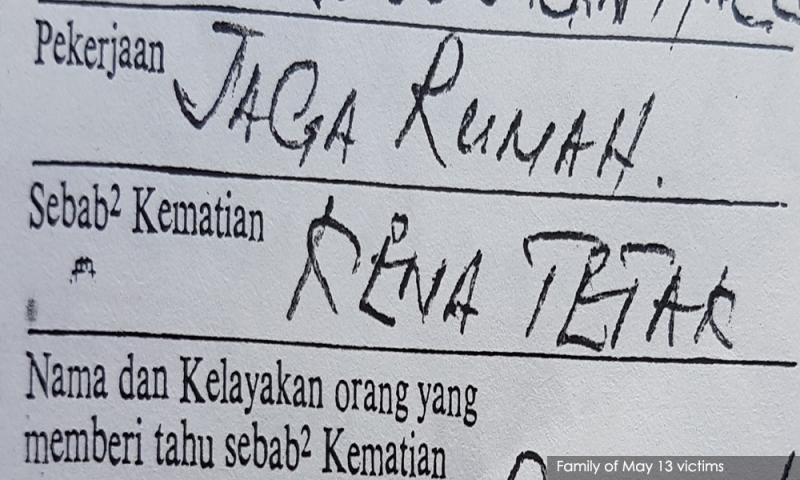 Pekerjaan JAGA RUMAH.
Sebab² Kematian KENA TETAK
Nama dan Kelayakan orang yang
memberi tahu sebab² Kematian
Family of May 13 victims